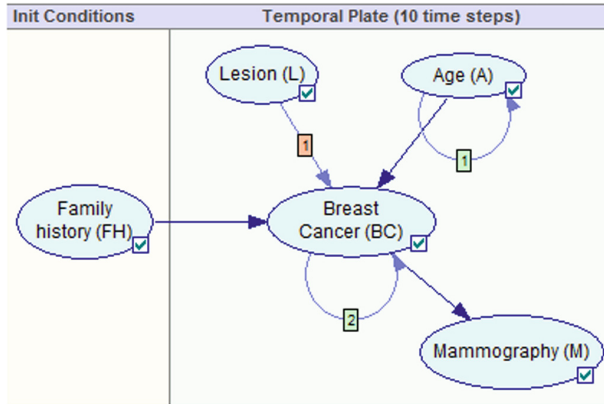 Init Conditions
Temporal Plate (10 time steps)
Lesion (L)
Age (A)
1
1
Family
history (FH)
Breast
Cancer (BC)
2
Mammography (M)